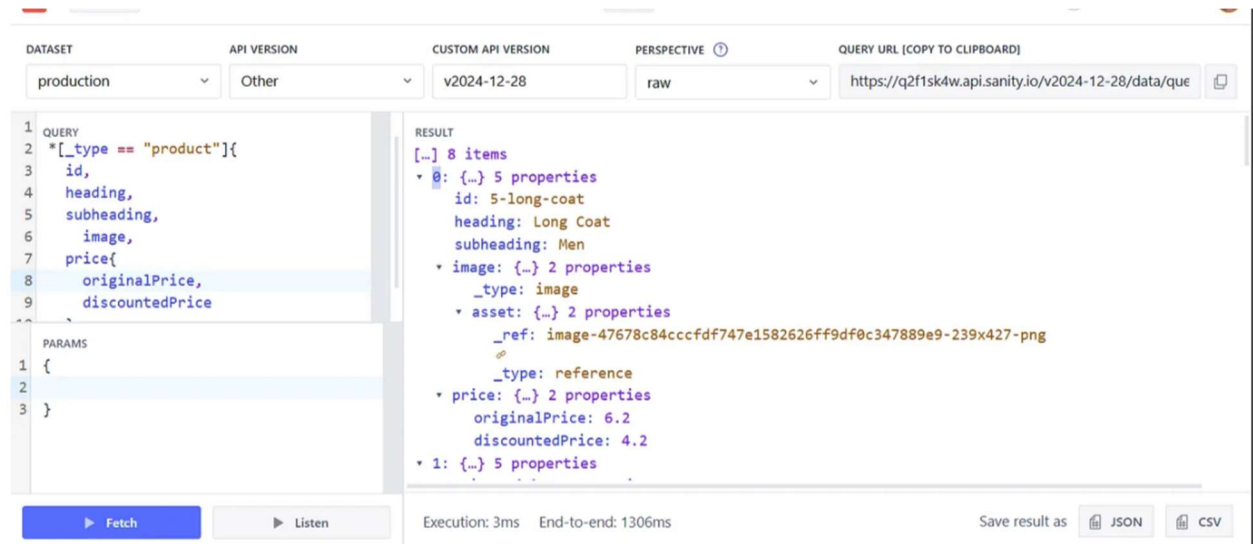 DATASET
API VERSION
CUSTOM API VERSION
PERSPECTIVE
QUERY URL [COPY TO CLIPBOARD]
production
Other
v2024-12-28
raw
https://q2f1sk4w.api.sanity.io/v2024-12-28/data/que
1 QUERY
2 *[_type == "product"]{
3 id,
4 heading,
5 subheading,
6 image,
7 price{
8 originalPrice,
9 discountedPrice
PARAMS
1 {
2
3 }
RESULT
[…] 8 items
0: {…} 5 properties
id: 5-long-coat
heading: Long Coat
subheading: Men
image: {…} 2 properties
_type: image
asset: {…} 2 properties
_ref: image-47678c84cccfdf747e1582626ff9df0c347889e9-239x427-png
_type: reference
price: {…} 2 properties
originalPrice: 6.2
discountedPrice: 4.2
1: {…} 5 properties
Fetch
Listen
Execution: 3ms End-to-end: 1306ms
Save result as
JSON
CSV